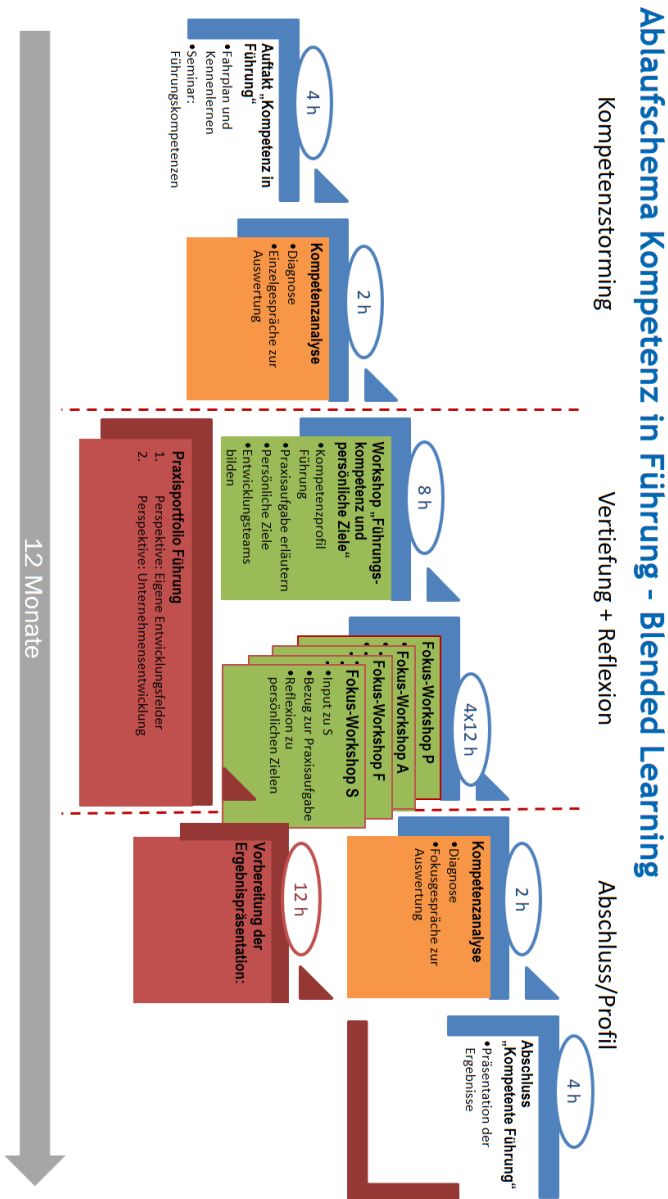 Ablaufschema Kompetenz in Führung - Blended Learning
Kompetenzstorming
Vertiefung + Reflexion
Abschluss/Profil
4 h
Auftakt „Kompetenz in
Führung“
•Fahrplan und
Kennenlernen
•Seminar:
Führungskompetenzen
2 h
Kompetenzanalyse
•Diagnose
•Einzelgespräche zur
Auswertung
8 h
Workshop „Führungs-
kompetenz und
persönliche Ziele“
•Kompetenzprofil
Führung
•Praxisaufgabe erläutern
•Persönliche Ziele
•Entwicklungsteams
bilden
4x12 h
Fokus-Workshop P
Fokus-Workshop A
Fokus-Workshop F
Fokus-Workshop S
•Input zu S
•Bezug zur Praxisaufgabe
•Reflexion zu
persönlichen Zielen
Praxisportfolio Führung
1. Perspektive: Eigene Entwicklungsfelder
2. Perspektive: Unternehmensentwicklung
2 h
Kompetenzanalyse
•Diagnose
•Fokusgespräche zur
Auswertung
12 h
Vorbereitung der
Ergebnispräsentation:
4 h
Abschluss
„Kompetente Führung“
•Präsentation der
Ergebnisse
12 Monate